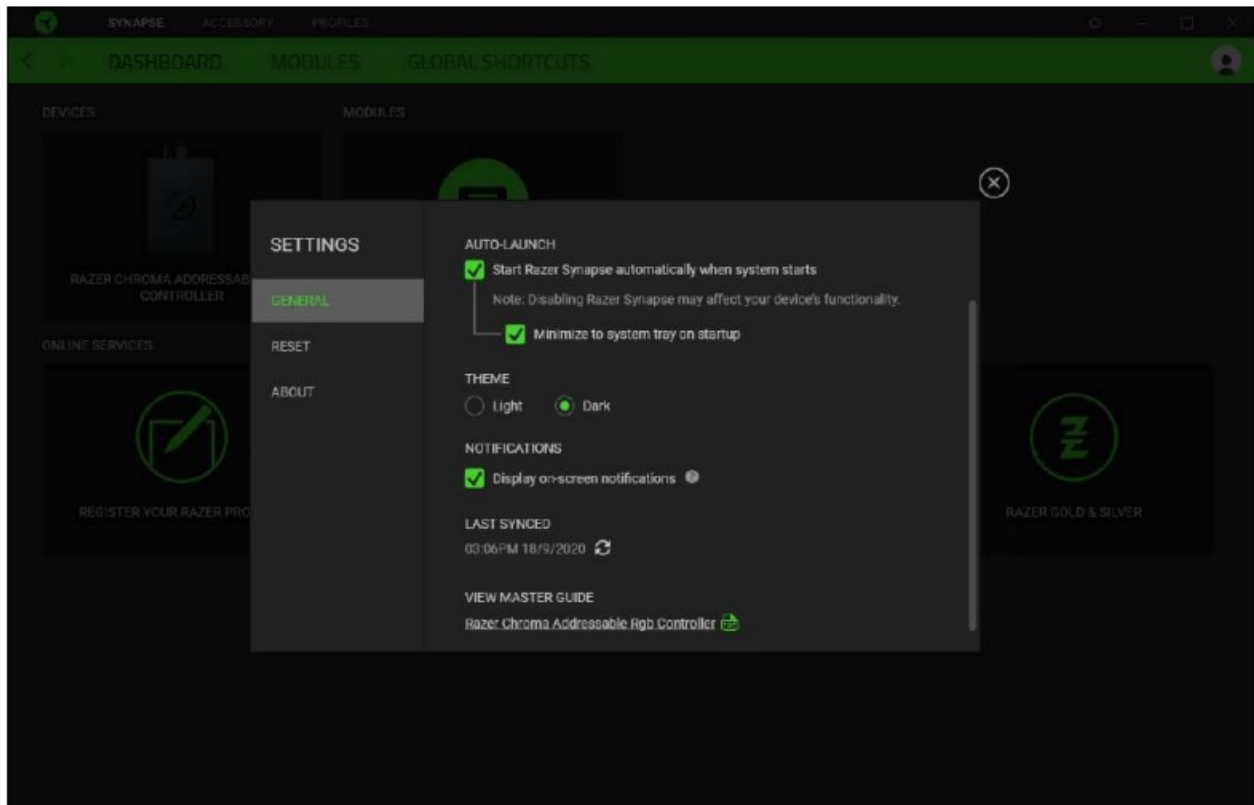 SYNAPSE ACCESSORY PROFILES
DASHBOARD MODULES GLOBAL SHORTCUTS
DEVICES MODULES
RAZER CHROMA ADDRESSAB
CONTROLLER
ONLINE SERVICES
REGISTER YOUR RAZER PRO
RAZER GOLD & SILVER
SETTINGS
GENERAL
RESET
ABOUT
AUTO-LAUNCH
Start Razer Synapse automatically when system starts
Note: Disabling Razer Synapse may affect your device's functionality.
Minimize to system tray on startup
THEME
Light Dark
NOTIFICATIONS
Display on-screen notifications
LAST SYNCED
03:06PM 18/9/2020
VIEW MASTER GUIDE
Razer Chroma Addressable Rgb Controller